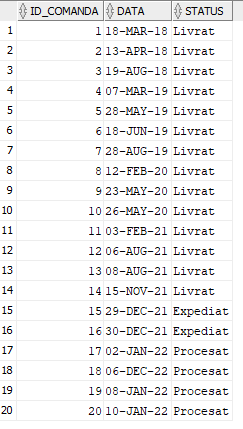 ID_COMANDA DATA STATUS
1 1 18-MAR-18 Livrat
2 2 13-APR-18 Livrat
3 3 19-AUG-18 Livrat
4 4 07-MAR-19 Livrat
5 5 28-MAY-19 Livrat
6 6 18-JUN-19 Livrat
7 7 28-AUG-19 Livrat
8 8 12-FEB-20 Livrat
9 9 23-MAY-20 Livrat
10 10 26-MAY-20 Livrat
11 11 03-FEB-21 Livrat
12 12 06-AUG-21 Livrat
13 13 08-AUG-21 Livrat
14 14 15-NOV-21 Livrat
15 15 29-DEC-21 Expediat
16 16 30-DEC-21 Expediat
17 17 02-JAN-22 Procesat
18 18 06-DEC-22 Procesat
19 19 08-JAN-22 Procesat
20 20 10-JAN-22 Procesat